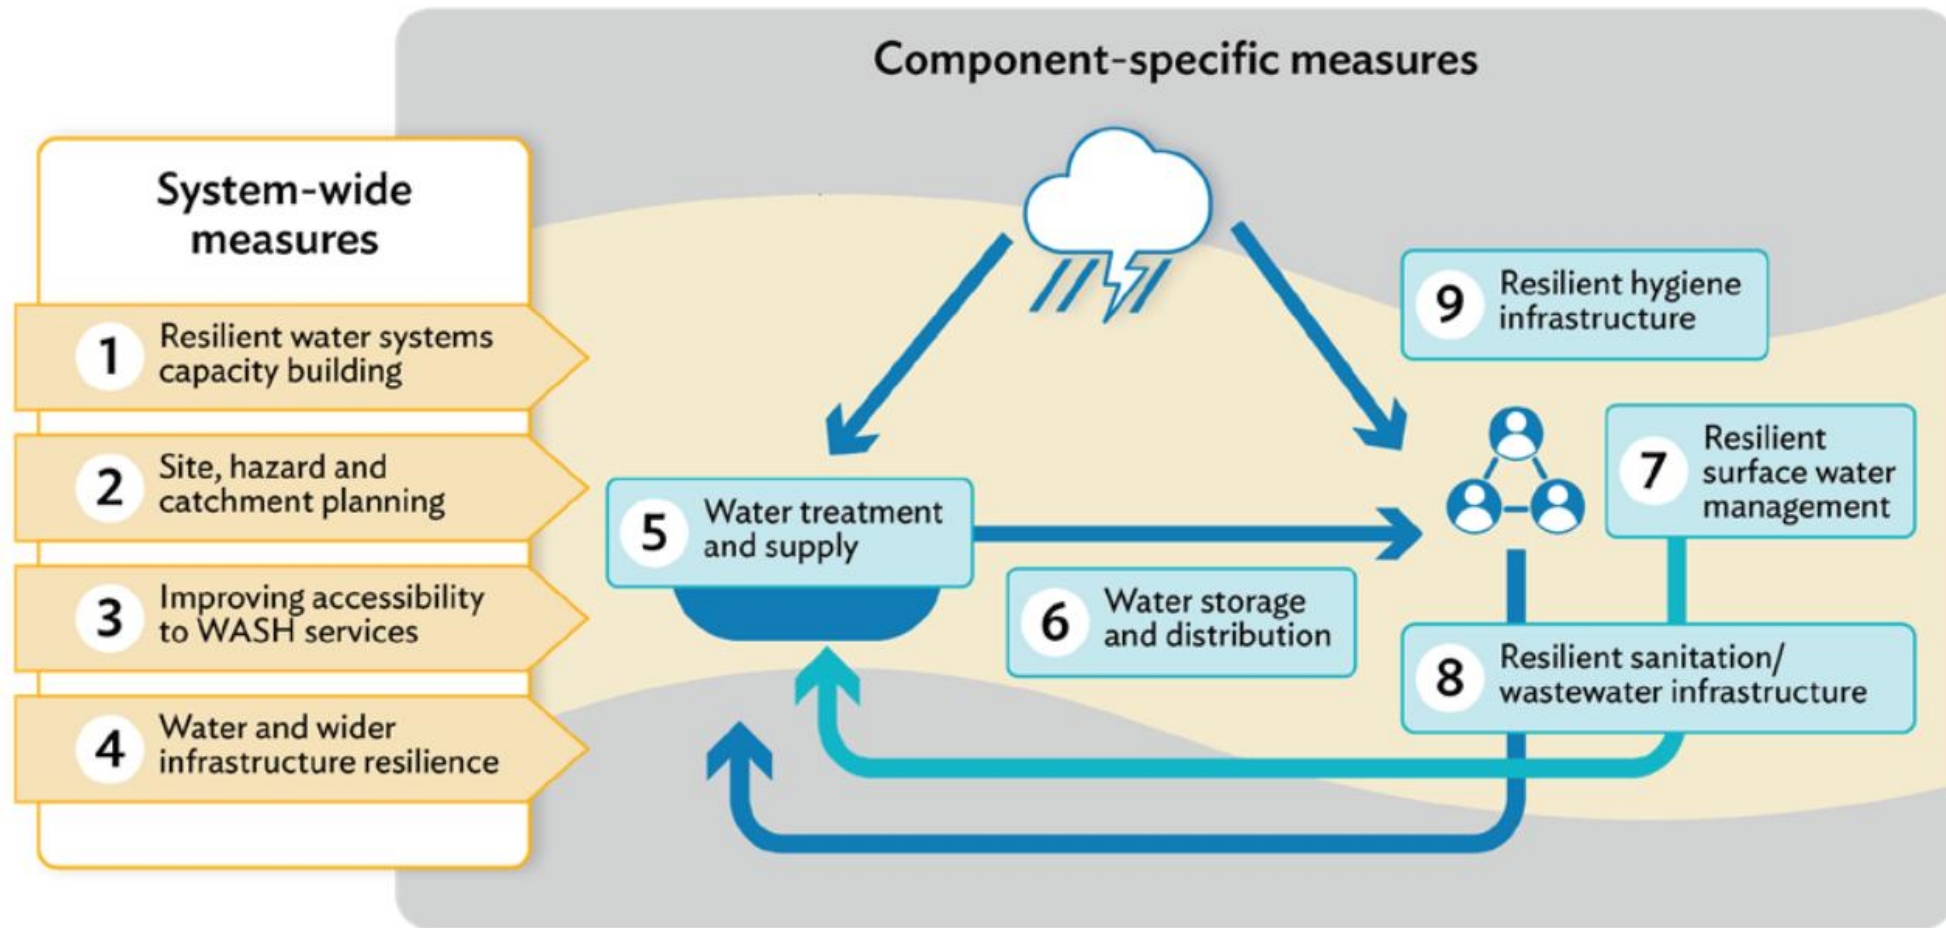 Component-specific measures
System-wide
measures
1
Resilient water systems
capacity building
2
Site, hazard and
catchment planning
3
Improving accessibility
to WASH services
4
Water and wider
infrastructure resilience
5
Water treatment
and supply
6
Water storage
and distribution
9
Resilient hygiene
infrastructure
7
Resilient
surface water
management
8
Resilient sanitation/
wastewater infrastructure